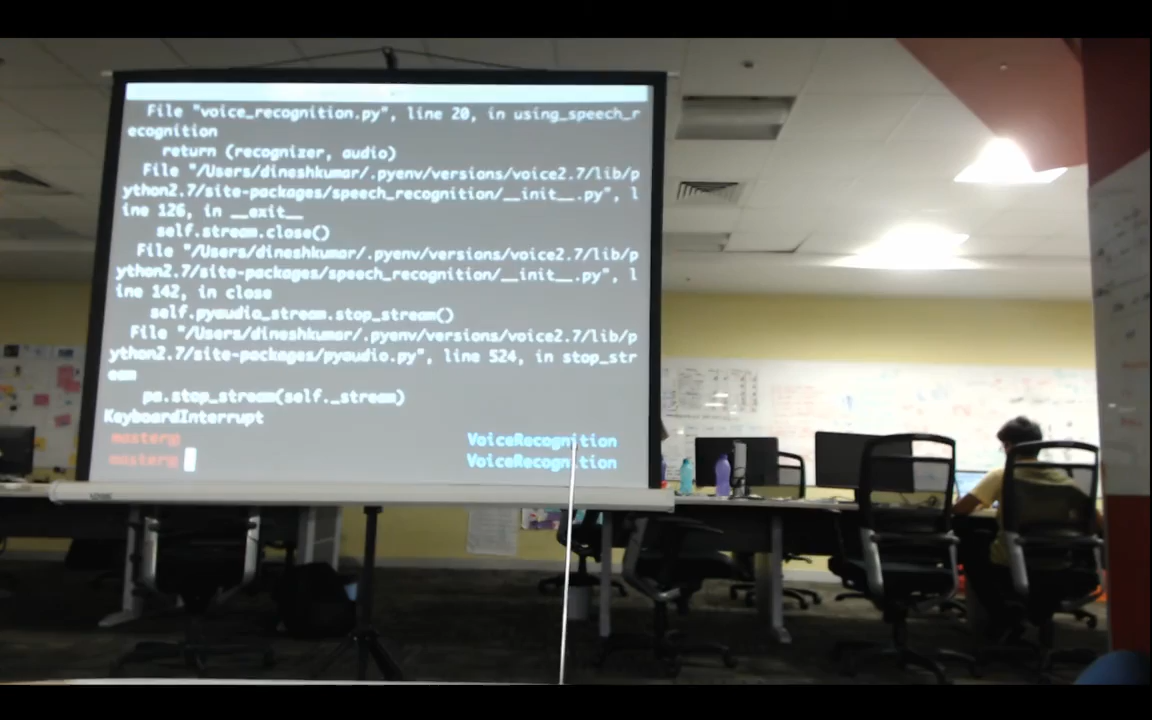 File "voice_recognition.py", line 20, in using_speech_r
ecognition
return (recognizer, audio)
File "/Users/dineshkumar/.pyenv/versions/voice2.7/lib/p
ython2.7/site-packages/speech_recognition/__init__.py", l
ine 126, in __exit__
self.stream.close()
File "/Users/dineshkumar/.pyenv/versions/voice2.7/lib/p
ython2.7/site-packages/speech_recognition/__init__.py", l
ine 142, in close
self.pyaudio_stream.stop_stream()
File "/Users/dineshkumar/.pyenv/versions/voice2.7/lib/p
ython2.7/site-packages/pyaudio.py", line 524, in stop_str
eam
pa.stop_stream(self._stream)
KeyboardInterrupt
master@ VoiceRecognition
master@ VoiceRecognition